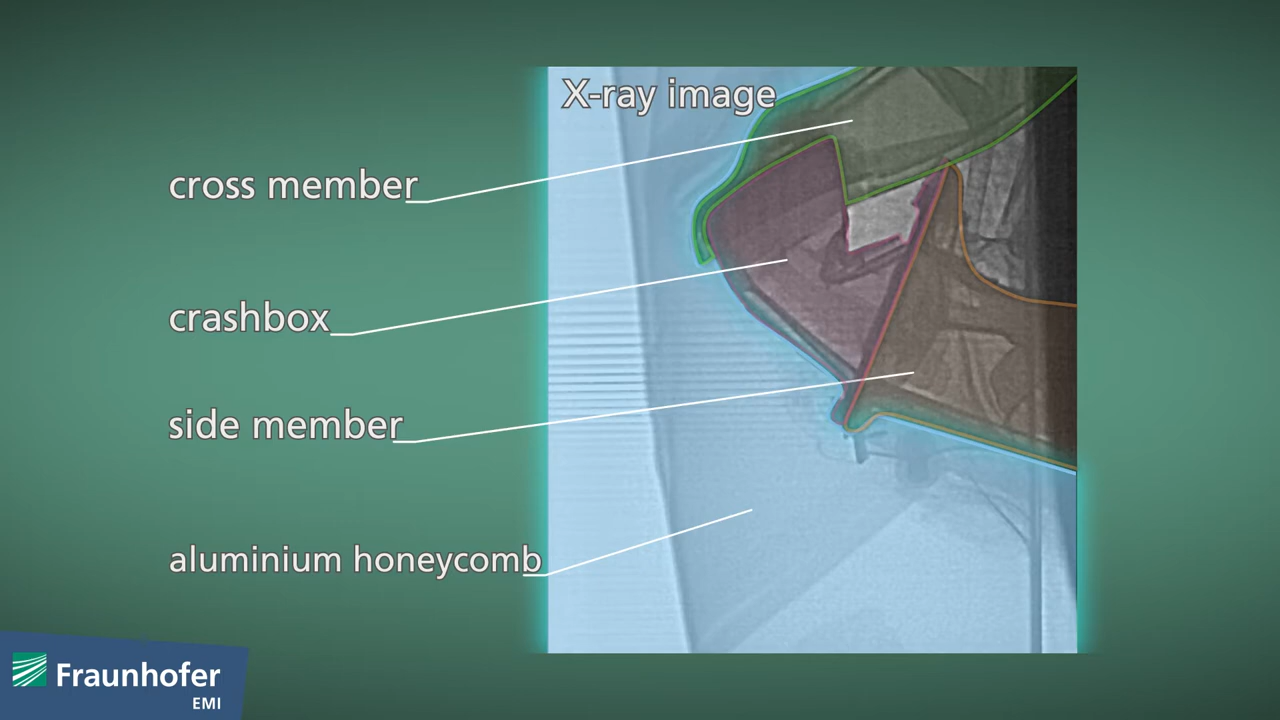 X-ray image
cross member
crashbox
side member
aluminium honeycomb
Fraunhofer
EMI